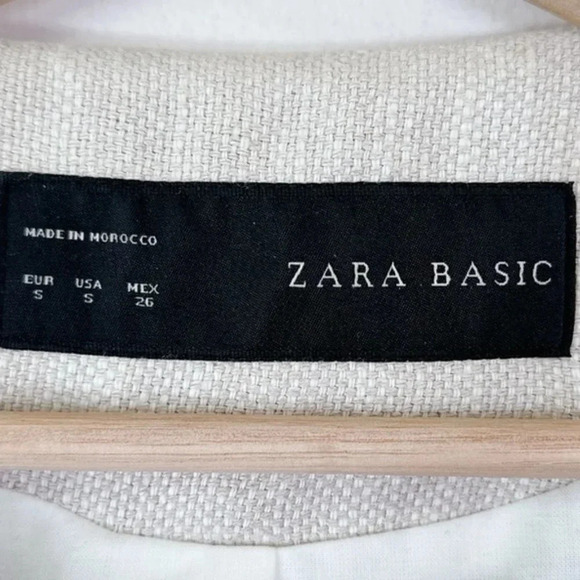 MADE IN MOROCCO
EUR USA MEX
S S 26
ZARA BASIC